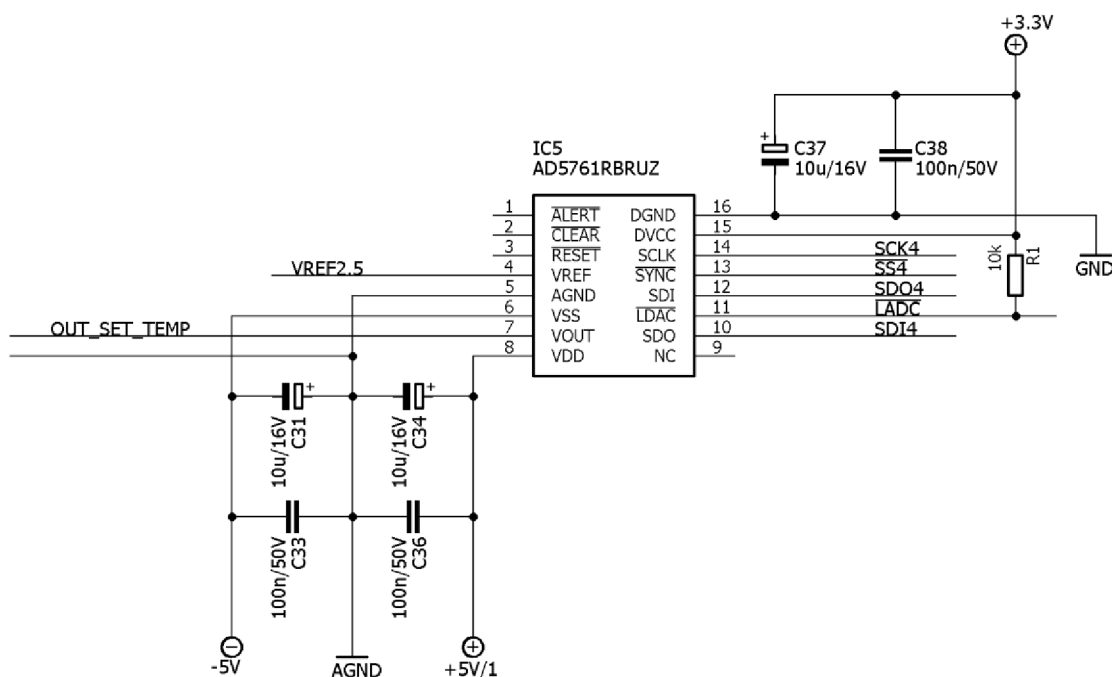 +3.3V
IC5
AD5761RBRUZ
+
C37
10u/16V
C38
100n/50V
1
ALERT
DGND
16
2
CLEAR
DVCC
15
3
RESET
SCLK
14
SCK4
VREF2.5
4
VREF
SYNC
13
SS4
5
AGND
SDI
12
SDO4
6
VSS
LDAC
11
LADC
OUT_SET_TEMP
7
VOUT
SDO
10
SDI4
8
VDD
NC
9
10k
R1
GND
+
10u/16V
C31
+
10u/16V
C34
100n/50V
C33
100n/50V
C36
-5V
AGND
+5V/1